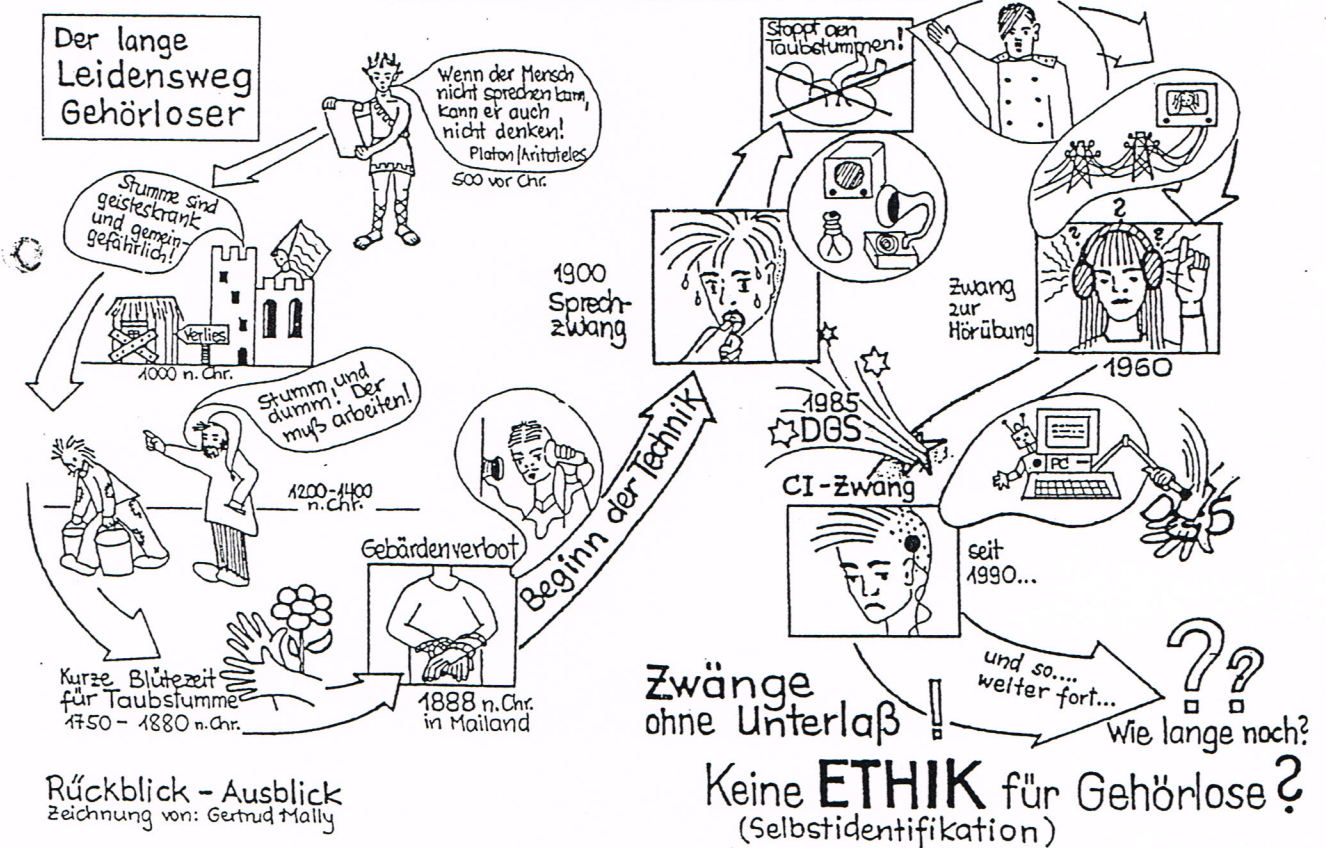 Der lange
Leidensweg
Gehörloser
Wenn der Mensch
nicht sprechen kann,
kann er auch
nicht denken!
Platon/Aritoteles
500 vor Chr.
Stumme sind
geisteskrank
und gemein-
gefährlich!
Verlies
1000 n. Chr.
Stumm, und
dumm! Der
muß arbeiten!
1200-1400
n. Chr.
Kurze Blütezeit
für Taubstumme
1750 - 1880 n. Chr.
Gebärdenverbot
1888 n. Chr.
in Mailand
Beginn der Technik
1900
Sprech-
zwang
Stoppt den
Taubstummen!
Zwang
zur
Hörübung
? ? ?
1960
1985
DGS
PC
DGS
CI-Zwang
seit
1990...
und so....
weiter fort...
??
Wie lange noch?
Zwänge
ohne Unterlaß !
Keine ETHIK für Gehörlose?
(Selbstidentifikation)
Rückblick - Ausblick
Zeichnung von: Gertrud Mally